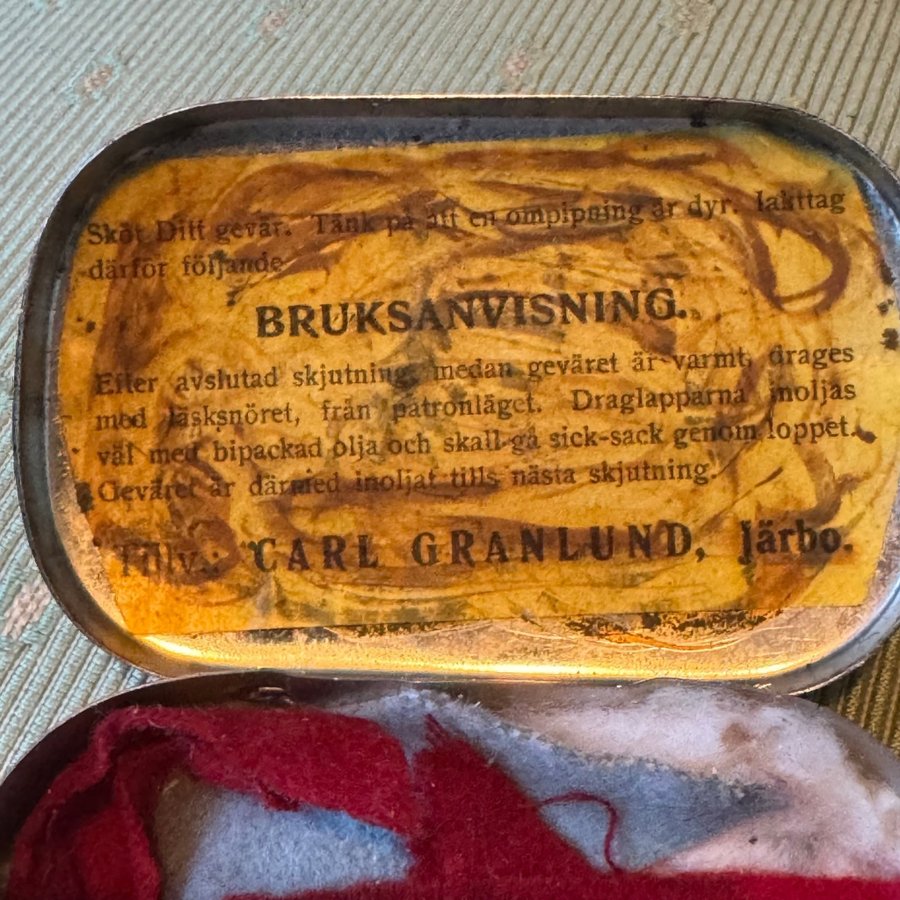 Sköt Ditt gevär. Tänk på att en ompipning är dyr. Iakttag
därför följande
BRUKSANVISNING.
Efter avslutad skjutning, medan geväret är varmt, drages
med läsksnöret, från patronläget. Draglapparna inoljas
väl med bipackad olja och skall gå sick-sack genom loppet.
Geväret är därmed inoljat tills nästa skjutning.
Tillv.: CARL GRANLUND, Järbo.